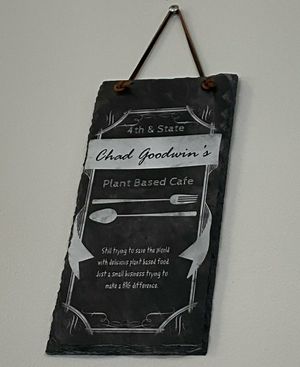 4th & State
Chad Goodwin's
Plant Based Cafe
Still trying to save the world
with delicious plant based food.
Just a small business trying to
make a BIG difference.